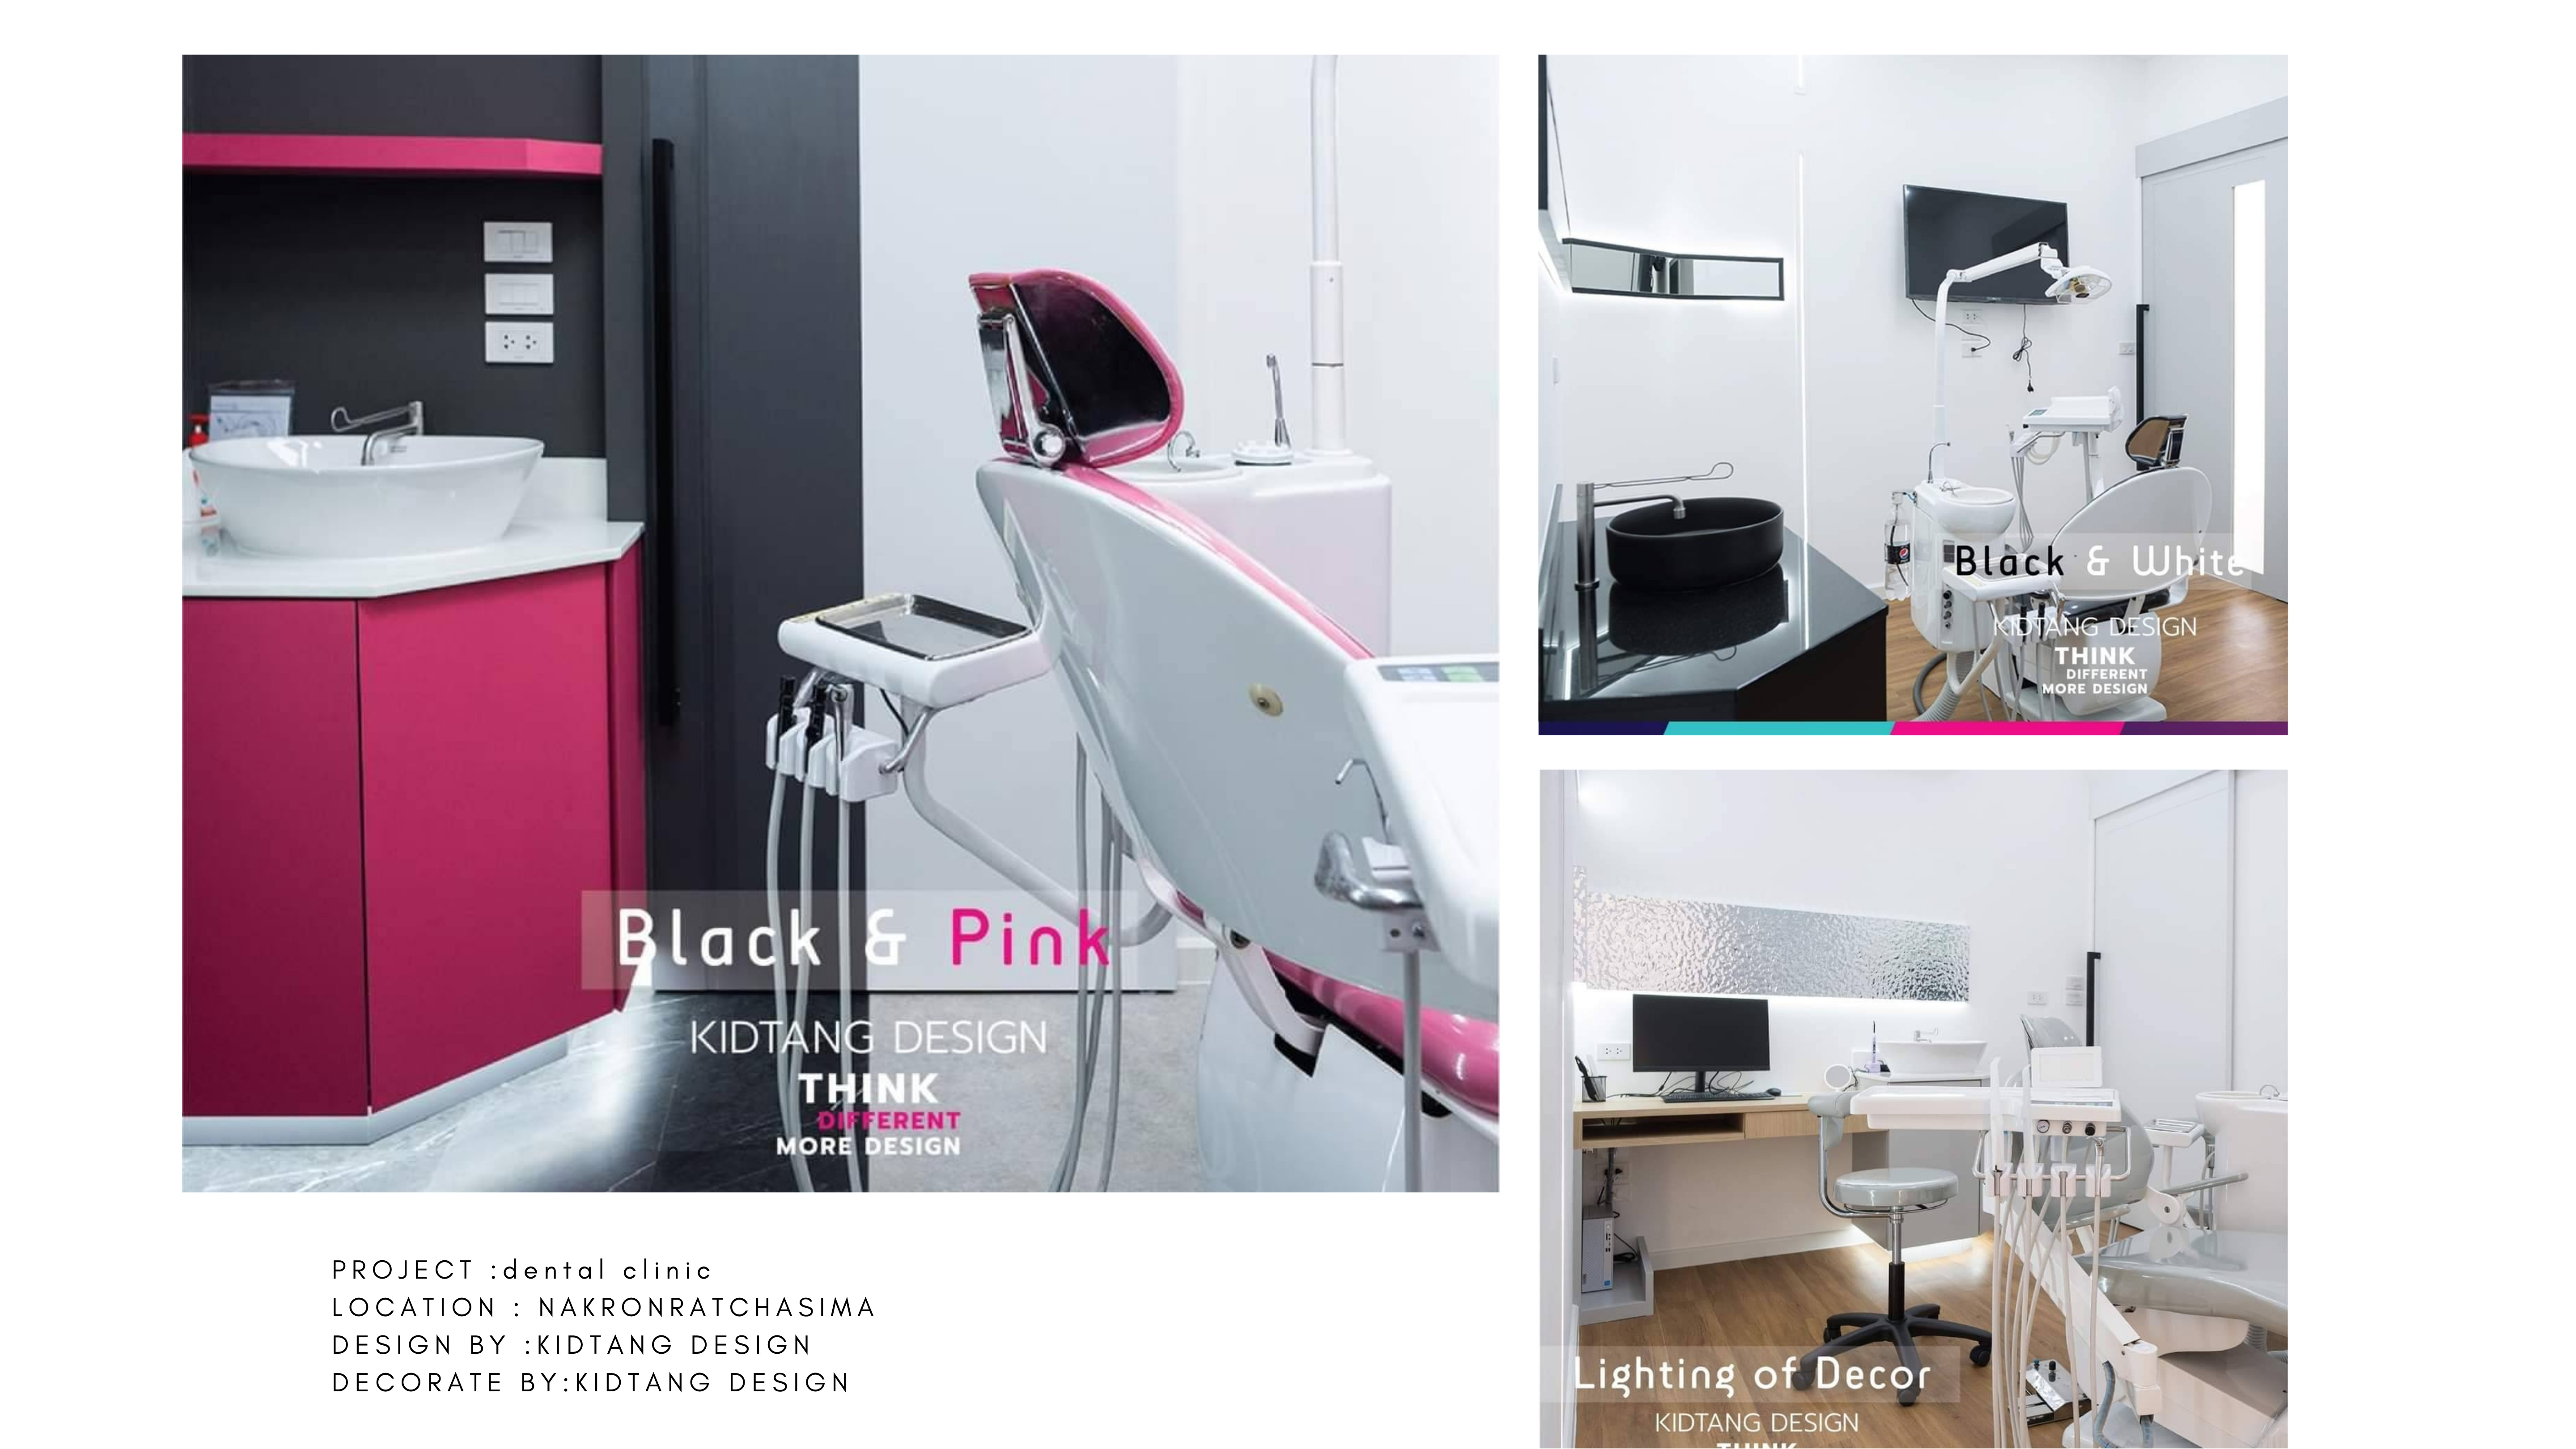 Black & Pink
KIDTANG DESIGN
THINK
DIFFERENT
MORE DESIGN
Black & White
KIDTANG DESIGN
THINK
DIFFERENT
MORE DESIGN
Lighting of Decor
KIDTANG DESIGN
THINK
PROJECT :dental clinic
LOCATION : NAKRONRATCHASIMA
DESIGN BY :KIDTANG DESIGN
DECORATE BY:KIDTANG DESIGN